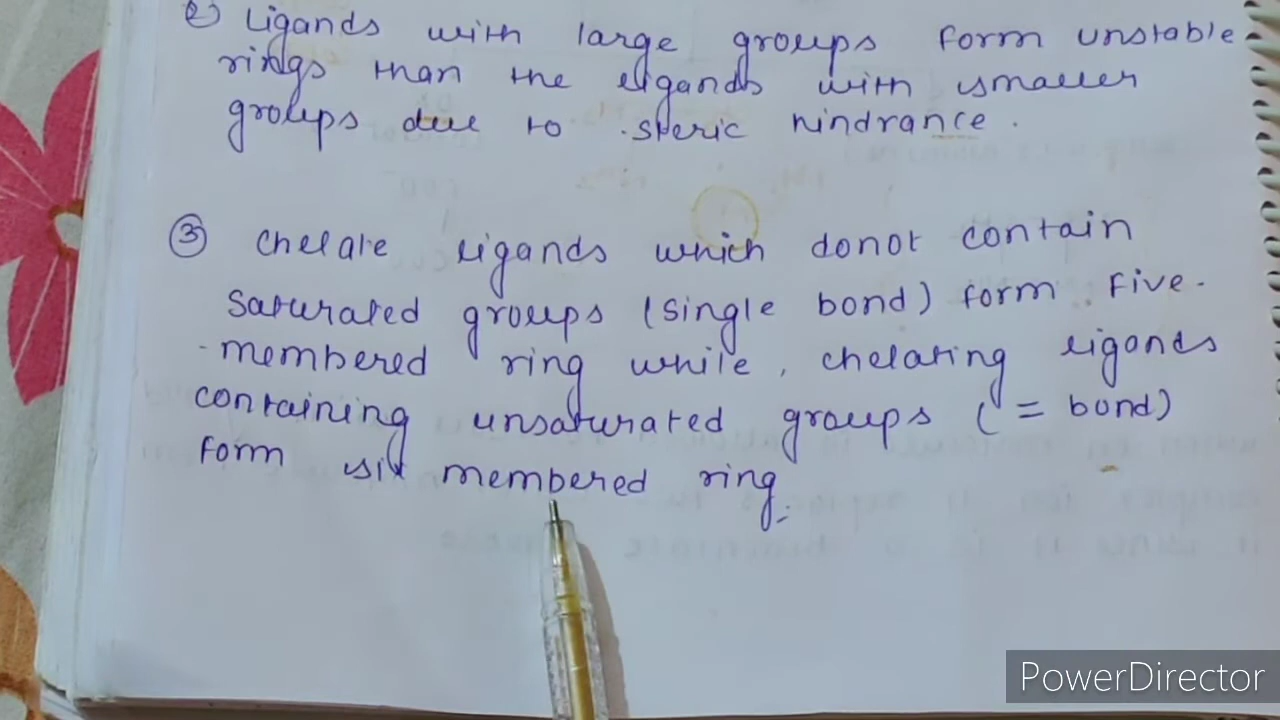 2) Ligands with large groups form unstable
rings than the ligands with smaller
groups due to steric hindrance.
③ Chelate ligands which donot contain
saturated groups (single bond) form five-
membered ring while, chelating ligands
containing unsaturated groups (= bond)
form six membered ring.
PowerDirector